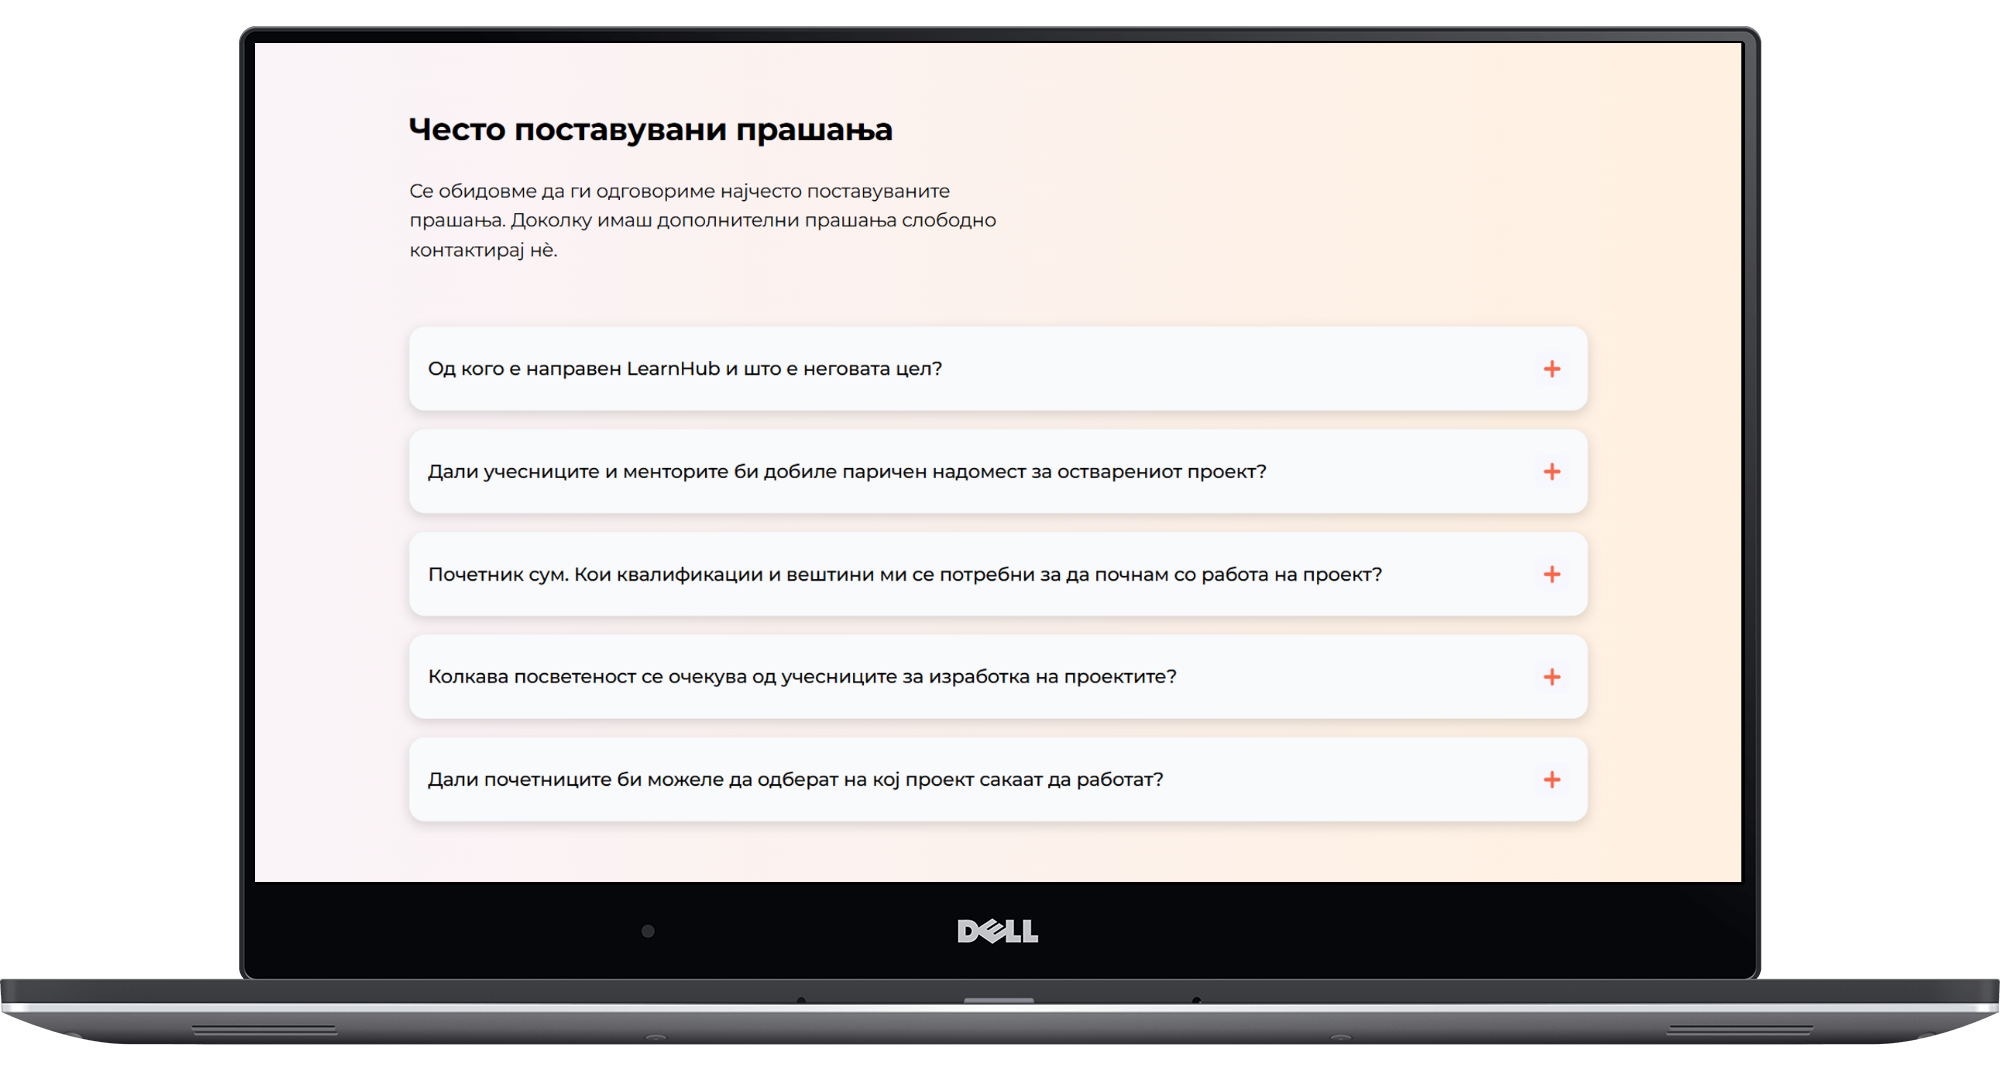 Често поставувани прашања
Се обидовме да ги одговориме најчесто поставуваните
прашања. Доколку имаш дополнителни прашања слободно
контактирај нѐ.
Од кого е направен LearnHub и што е неговата цел?
Дали учесниците и менторите би добиле паричен надомест за остварениот проект?
Почетник сум. Кои квалификации и вештини ми се потребни за да почнам со работа на проект?
Колкава посветеност се очекува од учесниците за изработка на проектите?
Дали почетниците би можеле да одберат на кој проект сакаат да работат?
DELL